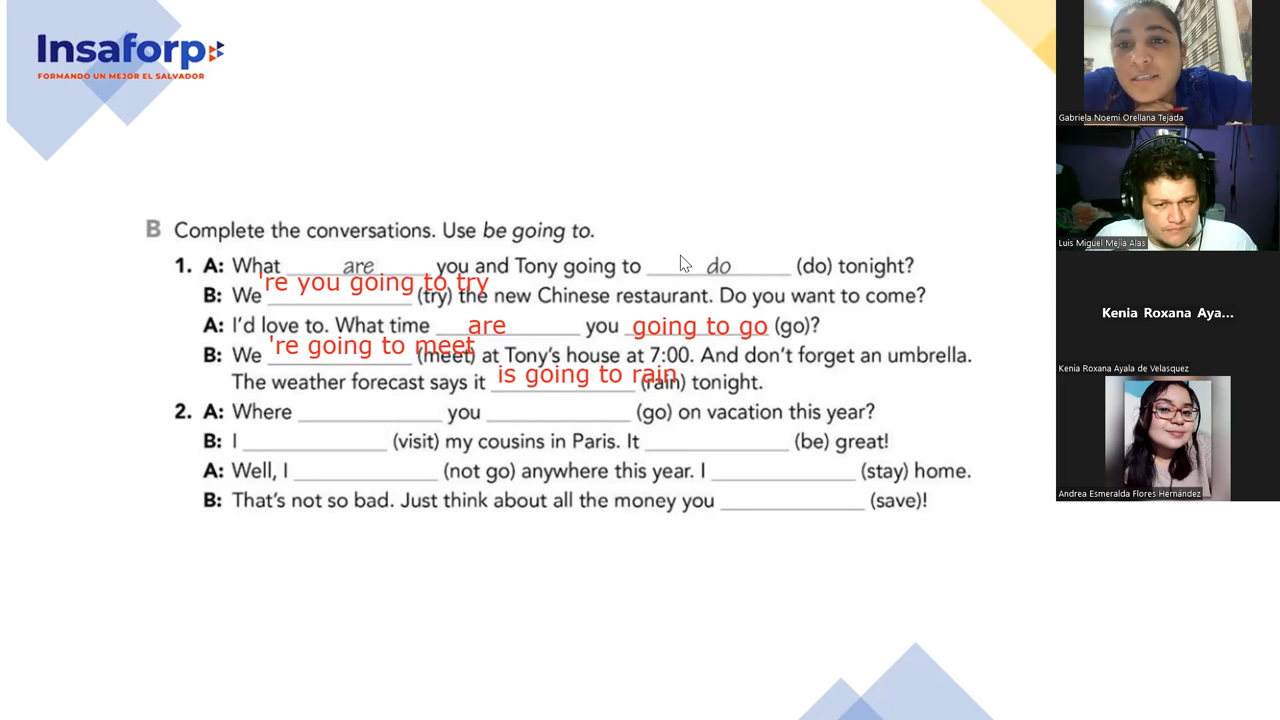 Insaforp
FORMANDO UN MEJOR EL SALVADOR
B Complete the conversations. Use be going to.
1. A: What are you and Tony going to do (do) tonight?
B: We 're you going to try (try) the new Chinese restaurant. Do you want to come?
A: I'd love to. What time are you going to go (go)?
B: We 're going to meet (meet) at Tony's house at 7:00. And don't forget an umbrella.
The weather forecast says it is going to rain (rain) tonight.
2. A: Where ____ you ____ (go) on vacation this year?
B: I ____ (visit) my cousins in Paris. It ____ (be) great!
A: Well, I ____ (not go) anywhere this year. I ____ (stay) home.
B: That's not so bad. Just think about all the money you ____ (save)!
Gabriela Noemi Orellana Tejada
Luis Miguel Mejia Alas
Kenia Roxana Aya...
Kenia Roxana Ayala de Velasquez
Andrea Esmeralda Flores Hernández